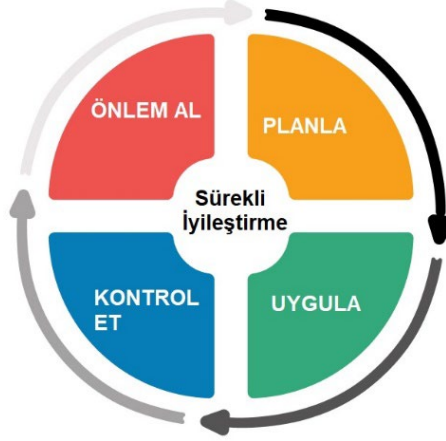 ÖNLEM AL
PLANLA
Sürekli
İyileştirme
KONTROL
ET
UYGULA